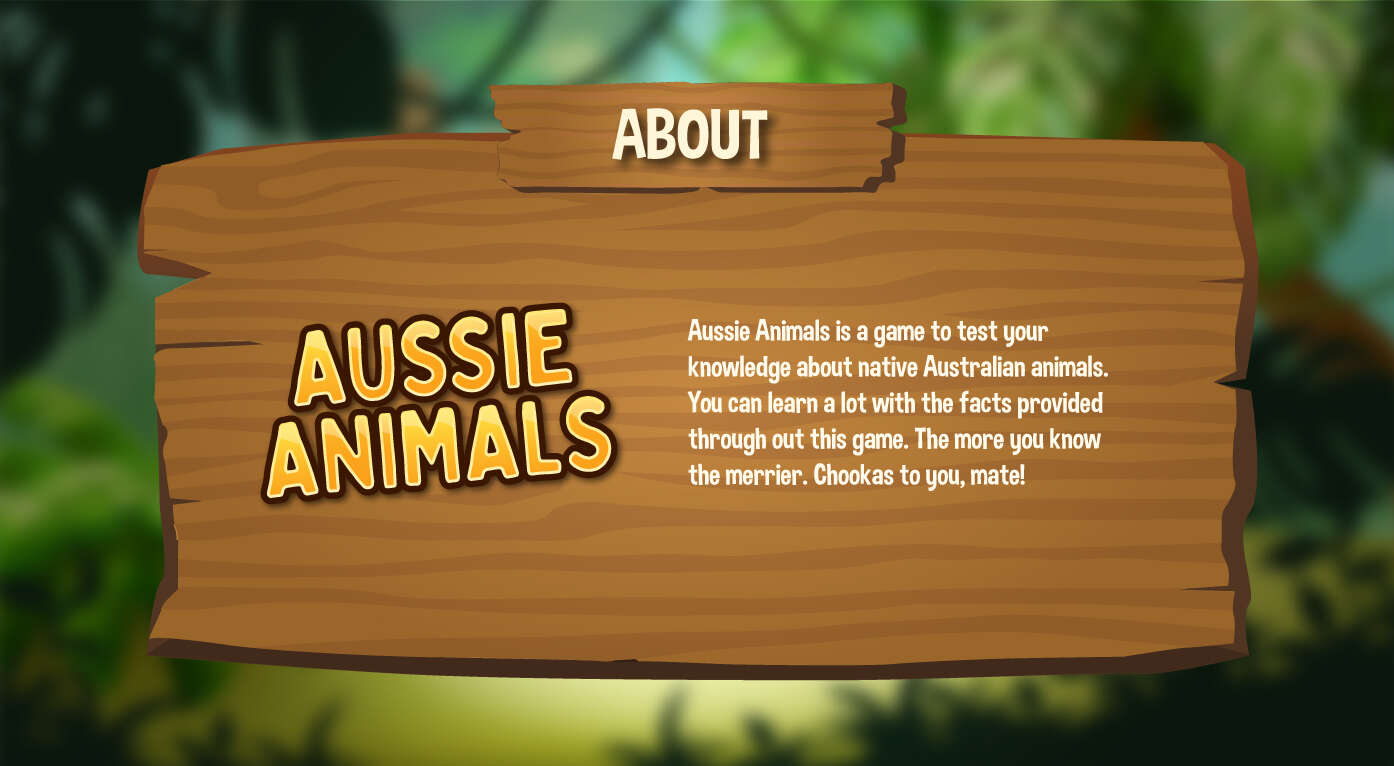 ABOUT
AUSSIE
ANIMALS
Aussie Animals is a game to test your
knowledge about native Australian animals.
You can learn a lot with the facts provided
through out this game. The more you know
the merrier. Chookas to you, mate!